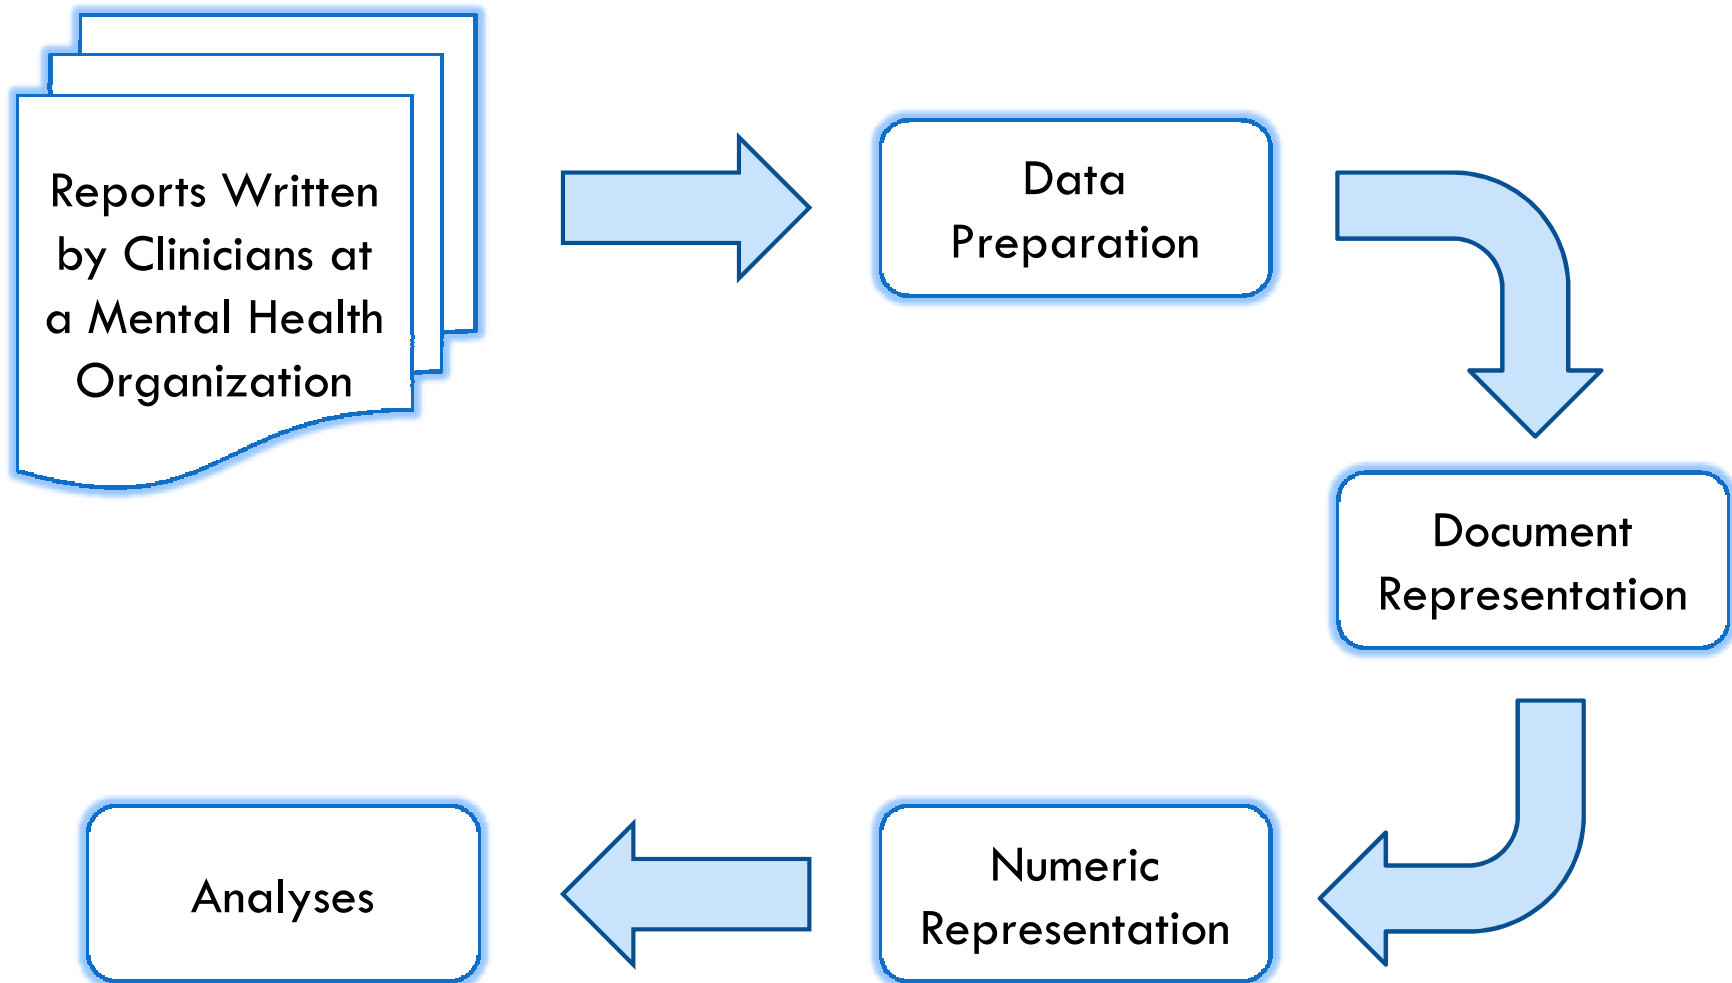 Reports Written
by Clinicians at
a Mental Health
Organization
Data
Preparation
Document
Representation
Numeric
Representation
Analyses